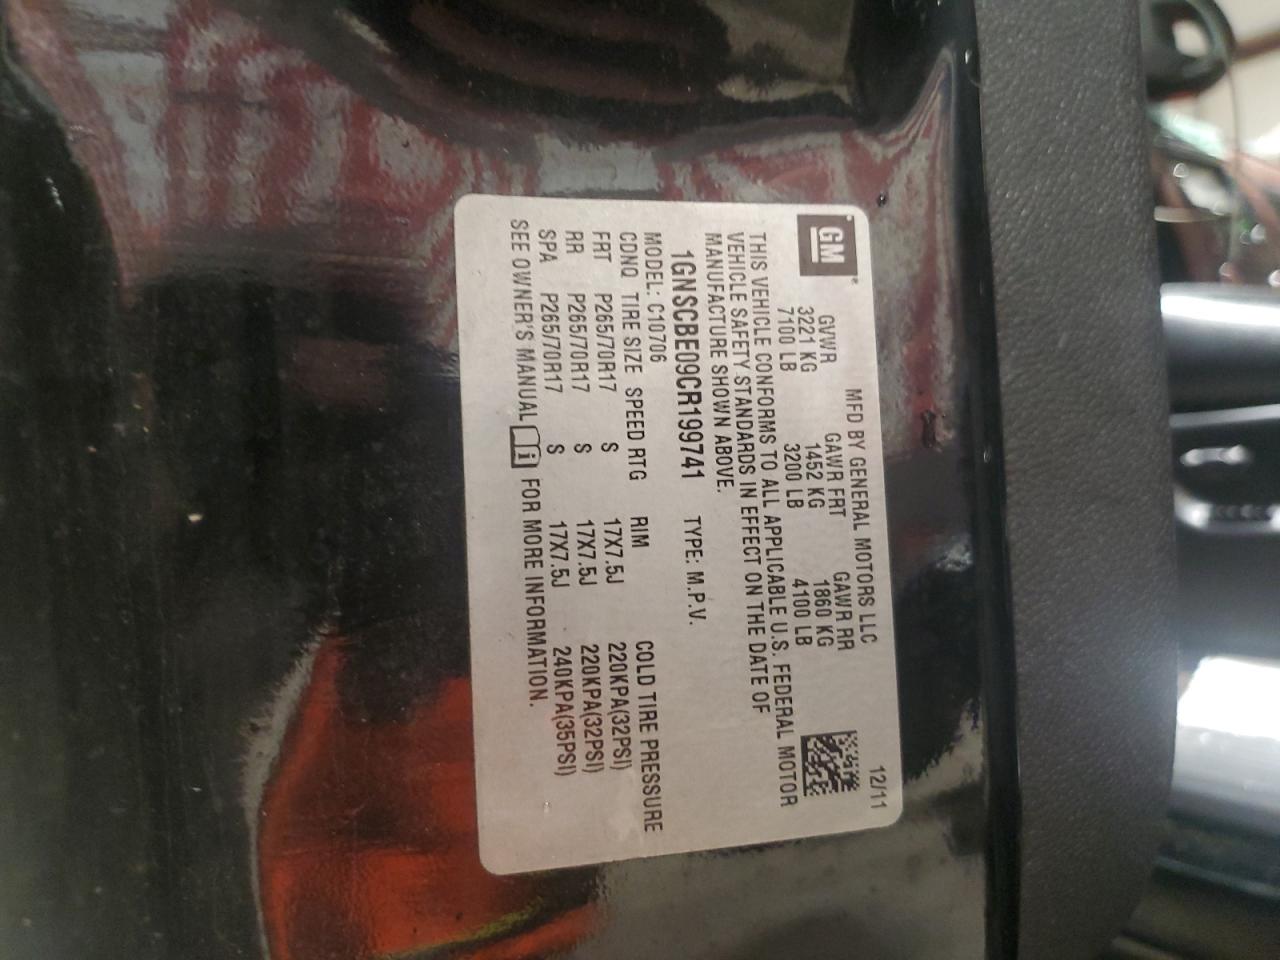 GM
MFD BY GENERAL MOTORS LLC 12/11
GVWR GAWR FRT GAWR RR
3221 KG 1452 KG 1860 KG
7100 LB 3200 LB 4100 LB
THIS VEHICLE CONFORMS TO ALL APPLICABLE U.S. FEDERAL MOTOR
VEHICLE SAFETY STANDARDS IN EFFECT ON THE DATE OF
MANUFACTURE SHOWN ABOVE.
1GNSCBE09CR199741 TYPE: M.P.V.
MODEL: C10706
CDNQ TIRE SIZE SPEED RTG RIM COLD TIRE PRESSURE
FRT P265/70R17 S 17X7.5J 220KPA(32PSI)
RR P265/70R17 S 17X7.5J 220KPA(32PSI)
SPA P265/70R17 S 17X7.5J 240KPA(35PSI)
SEE OWNER'S MANUAL i FOR MORE INFORMATION.